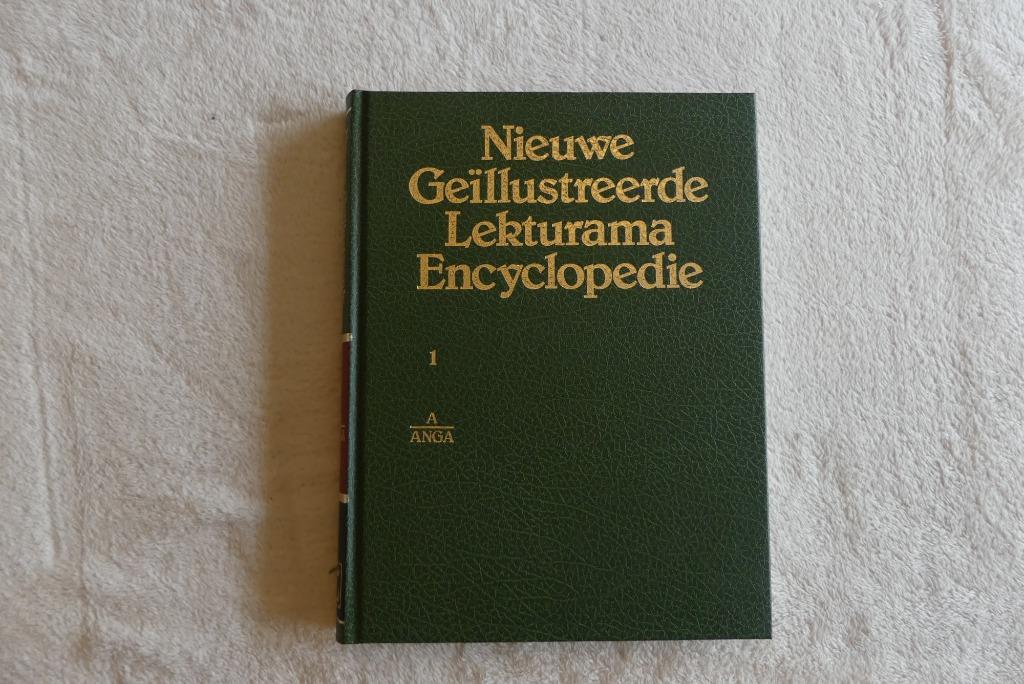 Nieuwe
Geïllustreerde
Lekturama
Encyclopedie
1
A
ANGA